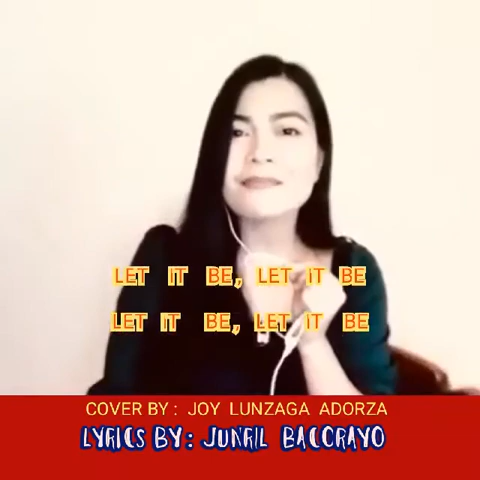 LET IT BE, LET IT BE
LET IT BE, LET IT BE
COVER BY : JOY LUNZAGA ADORZA
LYRICS BY : JUNRIL BACCRAYO